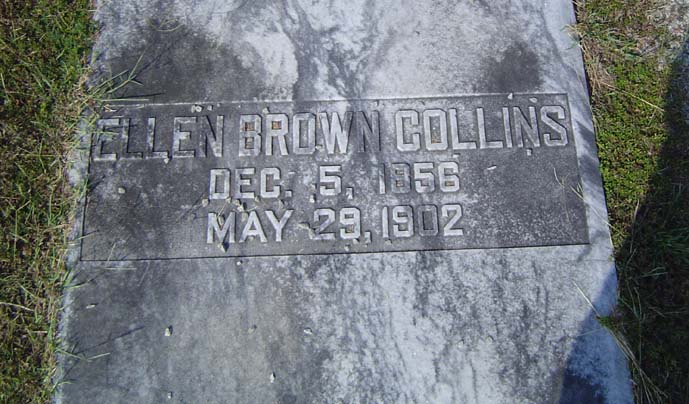 ELLEN BROWN COLLINS
DEC. 5, 1856
MAY 29, 1902